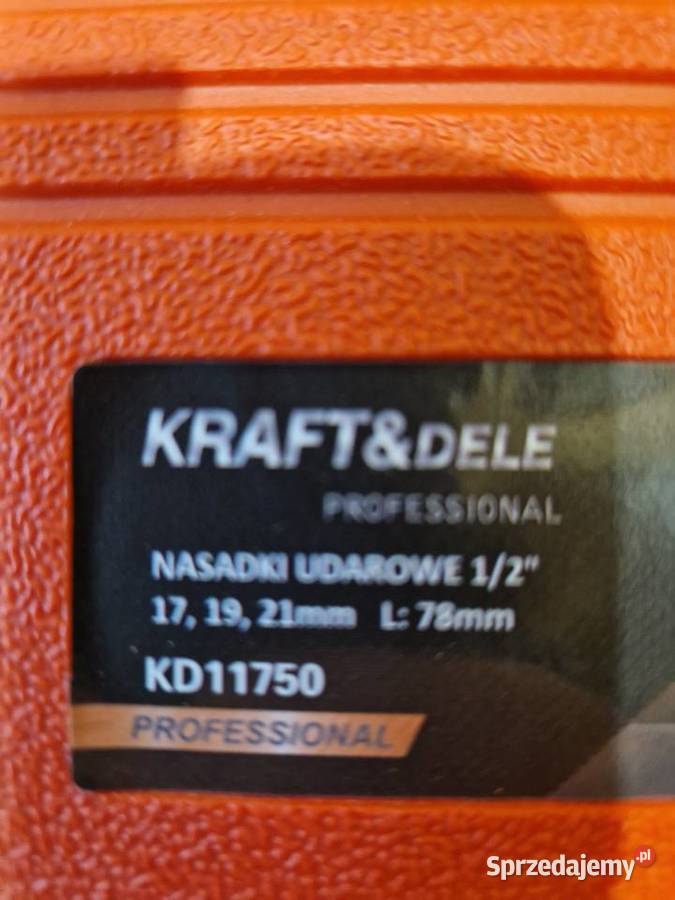 KRAFT&DELE
PROFESSIONAL
NASADKI UDAROWE 1/2"
17, 19, 21mm L: 78mm
KD11750
PROFESSIONAL
Sprzedajemy.pl